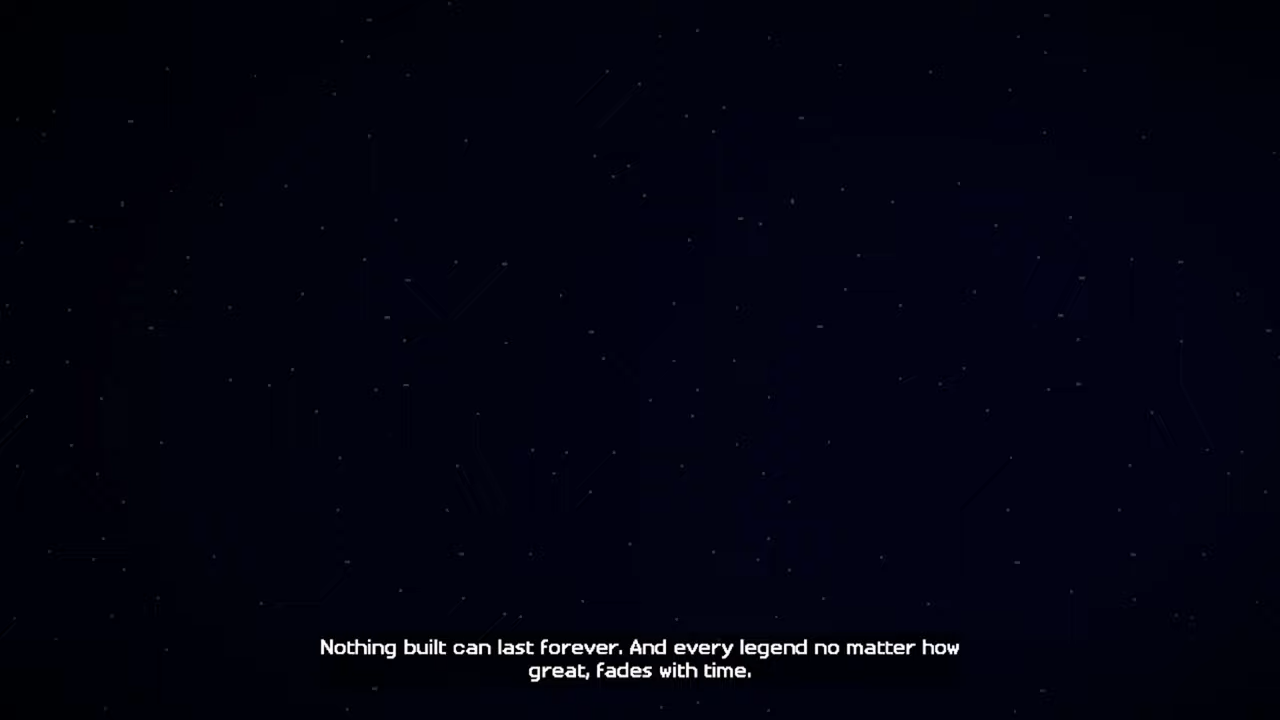 Nothing built can last forever. And every legend no matter how
great, fades with time.